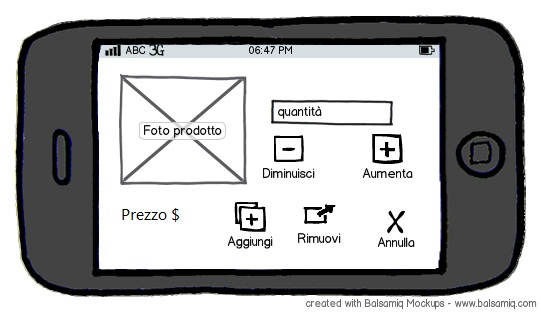 ABC 3G 06:47 PM
Foto prodotto
quantità
Diminuisci Aumenta
Prezzo $
Aggiungi Rimuovi Annulla
created with Balsamiq Mockups - www.balsamiq.com